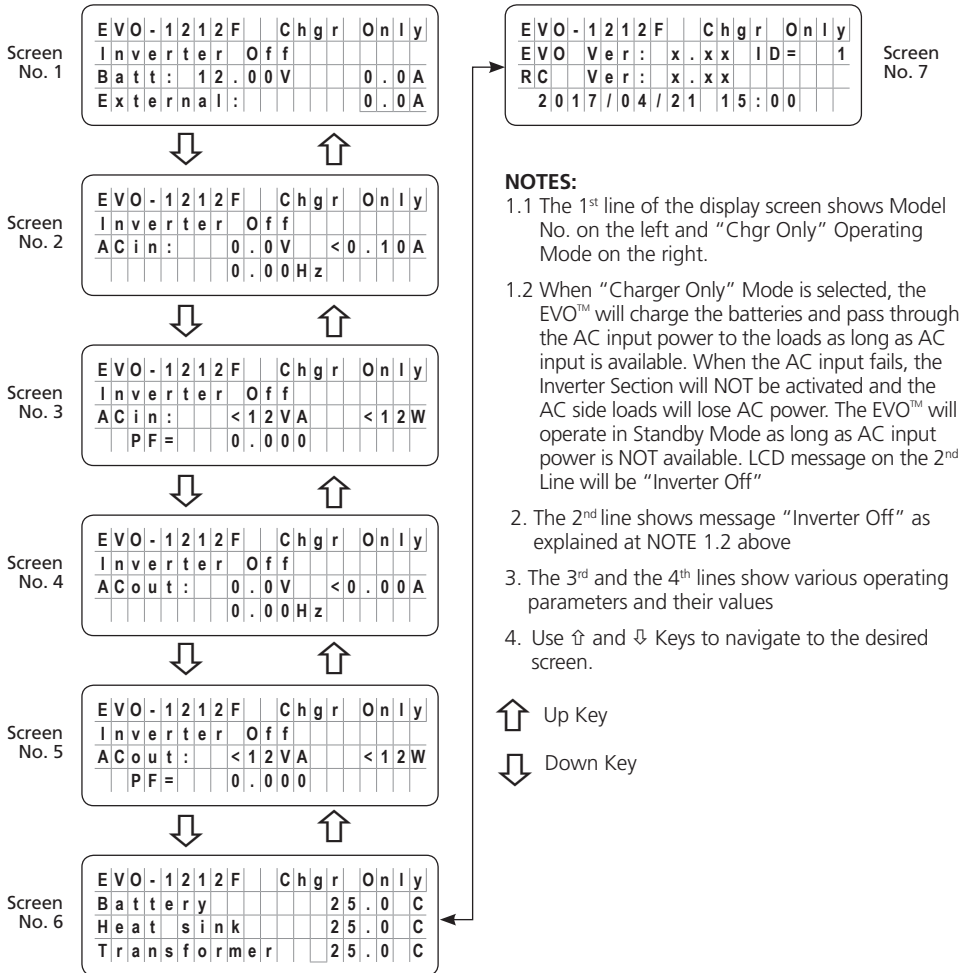 Screen
No. 1
EVO-1212F Chgr Only
Inverter Off
Batt: 12.00V 0.0A
External: 0.0A
Screen
No. 2
EVO-1212F Chgr Only
Inverter Off
ACin: 0.0V <0.10A
0.00Hz
Screen
No. 3
EVO-1212F Chgr Only
Inverter Off
ACin: <12VA <12W
PF= 0.000
Screen
No. 4
EVO-1212F Chgr Only
Inverter Off
ACout: 0.0V <0.00A
0.00Hz
Screen
No. 5
EVO-1212F Chgr Only
Inverter Off
ACout: <12VA <12W
PF= 0.000
Screen
No. 6
EVO-1212F Chgr Only
Battery 25.0 C
Heat sink 25.0 C
Transformer 25.0 C
EVO-1212F Chgr Only
EVO Ver: x.xx ID= 1
RC Ver: x.xx
2017/04/21 15:00
Screen
No. 7
NOTES:
1.1 The 1st line of the display screen shows Model
No. on the left and “Chgr Only” Operating
Mode on the right.
1.2 When “Charger Only” Mode is selected, the
EVO™ will charge the batteries and pass through
the AC input power to the loads as long as AC
input is available. When the AC input fails, the
Inverter Section will NOT be activated and the
AC side loads will lose AC power. The EVO™ will
operate in Standby Mode as long as AC input
power is NOT available. LCD message on the 2nd
Line will be “Inverter Off”
2. The 2nd line shows message “Inverter Off” as
explained at NOTE 1.2 above
3. The 3rd and the 4th lines show various operating
parameters and their values
4. Use ⇧ and ⇩ Keys to navigate to the desired
screen.
⇧ Up Key
⇩ Down Key